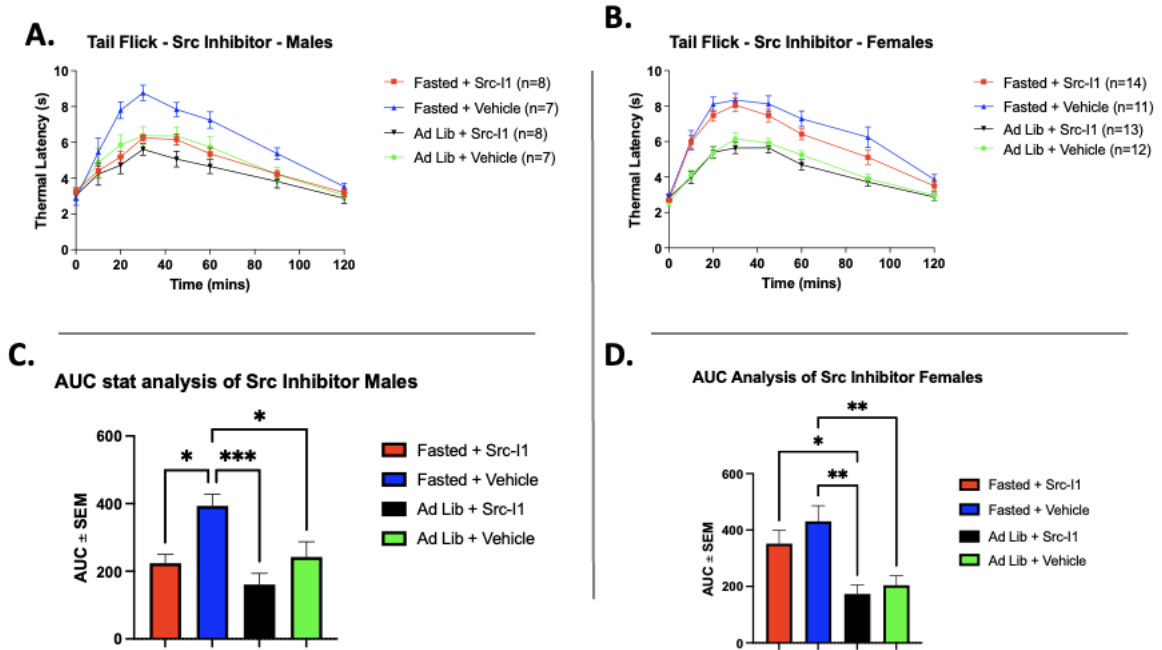 A.
Tail Flick - Src Inhibitor - Males
Thermal Latency (s)
10
8
6
4
2
0
0 20 40 60 80 100 120
Time (mins)
Fasted + Src-I1 (n=8)
Fasted + Vehicle (n=7)
Ad Lib + Src-I1 (n=8)
Ad Lib + Vehicle (n=7)
B.
Tail Flick - Src Inhibitor - Females
Thermal Latency (s)
10
8
6
4
2
0
0 20 40 60 80 100 120
Time (mins)
Fasted + Src-I1 (n=14)
Fasted + Vehicle (n=11)
Ad Lib + Src-I1 (n=13)
Ad Lib + Vehicle (n=12)
C.
AUC stat analysis of Src Inhibitor Males
AUC ± SEM
600
400
200
0
*
* ***
Fasted + Src-I1
Fasted + Vehicle
Ad Lib + Src-I1
Ad Lib + Vehicle
D.
AUC Analysis of Src Inhibitor Females
AUC ± SEM
600
400
200
0
**
*
**
Fasted + Src-I1
Fasted + Vehicle
Ad Lib + Src-I1
Ad Lib + Vehicle